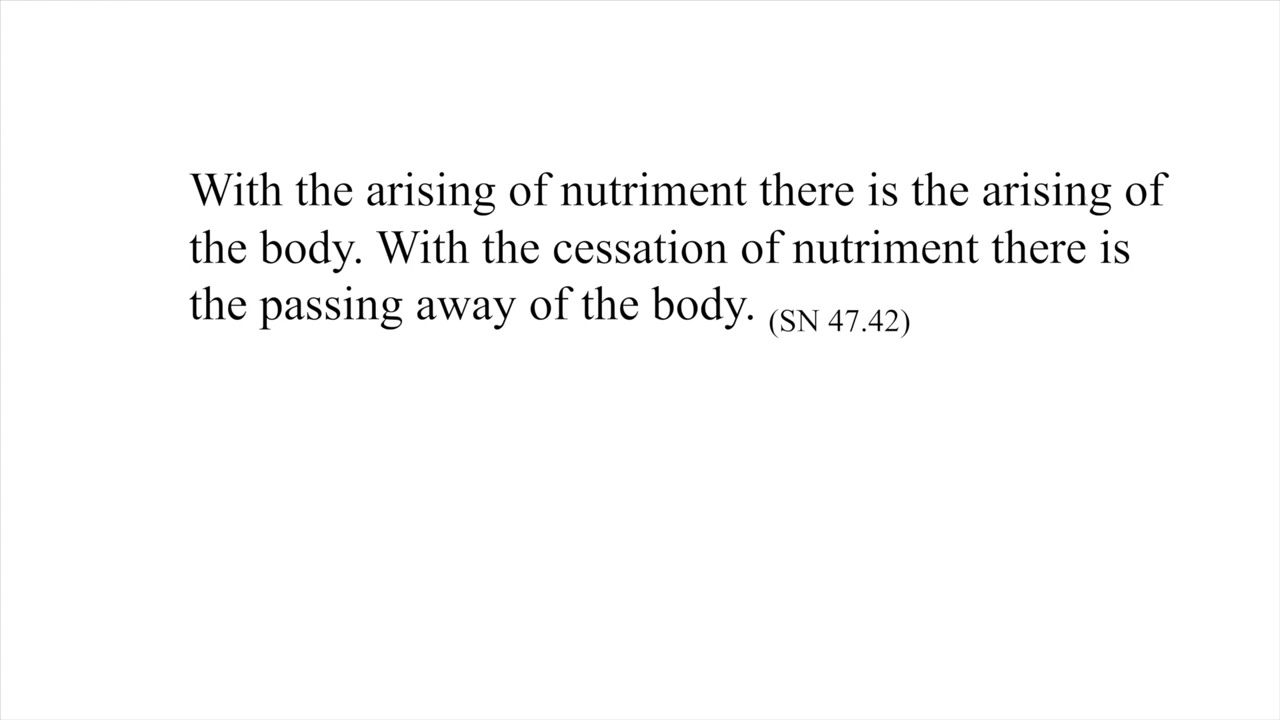 With the arising of nutriment there is the arising of
the body. With the cessation of nutriment there is
the passing away of the body. (SN 47.42)